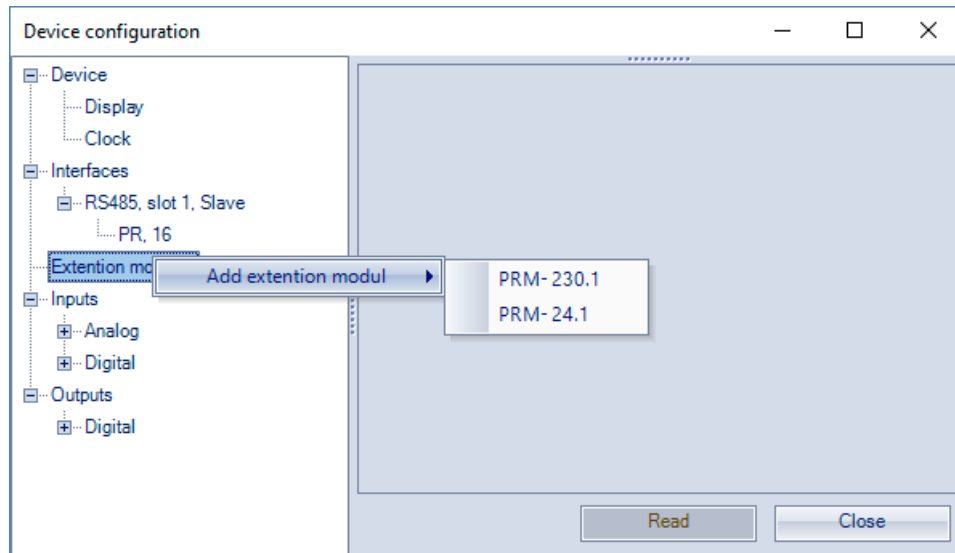 Device configuration
Device
Display
Clock
Interfaces
RS485, slot 1, Slave
PR, 16
Extention mo
Add extention modul
PRM-230.1
PRM-24.1
Inputs
Analog
Digital
Outputs
Digital
Read
Close